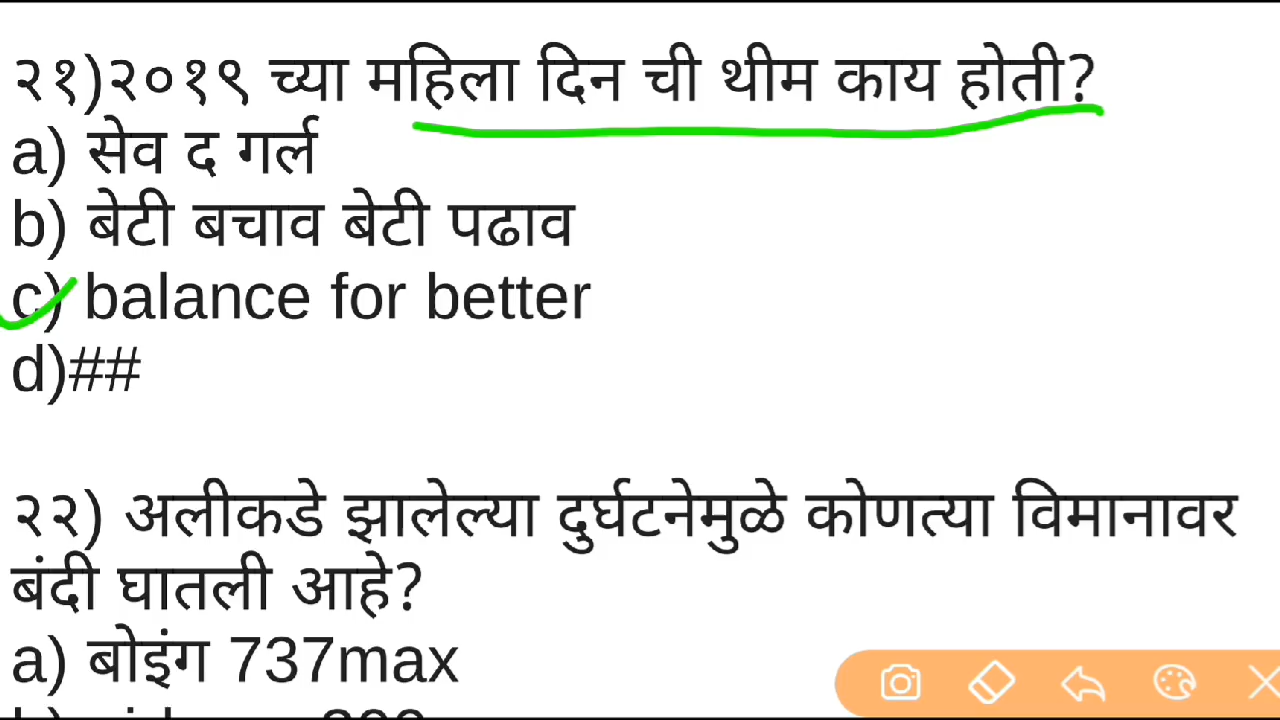 २१)२०१९ च्या महिला दिन ची थीम काय होती?
a) सेव द गर्ल
b) बेटी बचाव बेटी पढाव
c) balance for better
d)##
२२) अलीकडे झालेल्या दुर्घटनेमुळे कोणत्या विमानावर
बंदी घातली आहे?
a) बोइंग 737max